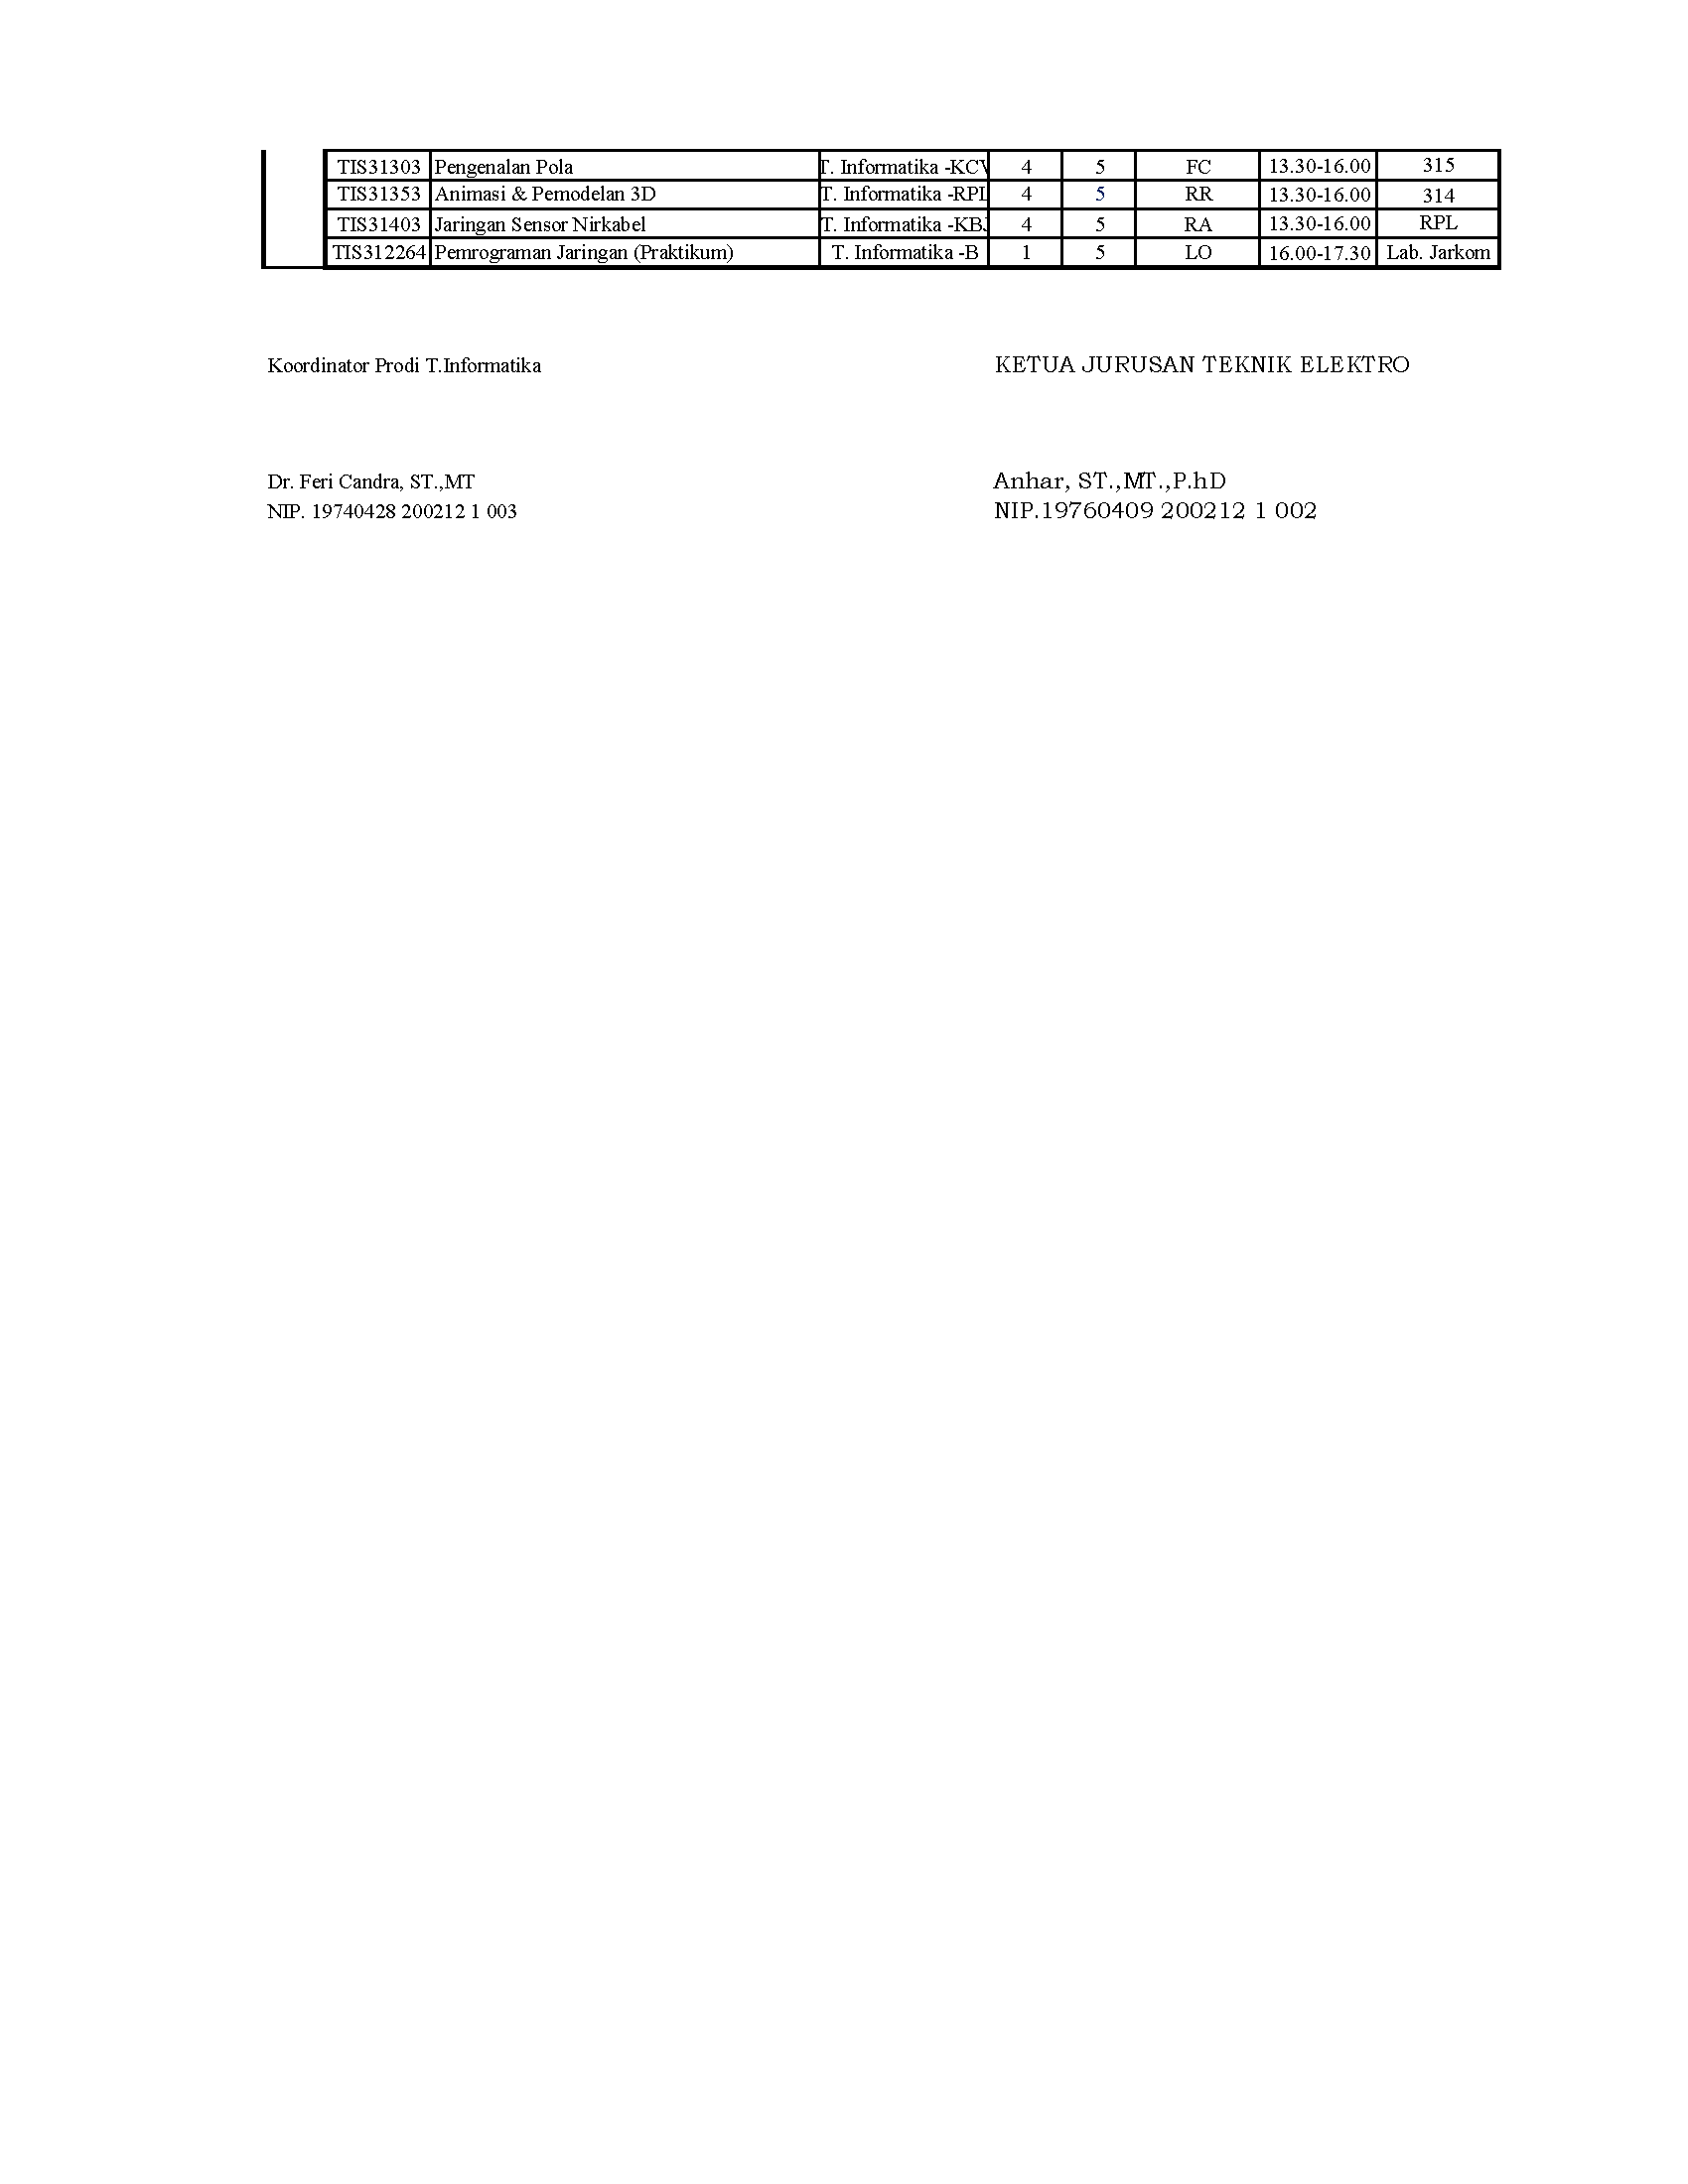 TIS31303 Pengenalan Pola T. Informatika -KCV 4 5 FC 13.30-16.00 315
TIS31353 Animasi & Pemodelan 3D T. Informatika -RPL 4 5 RR 13.30-16.00 314
TIS31403 Jaringan Sensor Nirkabel T. Informatika -KBJ 4 5 RA 13.30-16.00 RPL
TIS312264 Pemrograman Jaringan (Praktikum) T. Informatika -B 1 5 LO 16.00-17.30 Lab. Jarkom
Koordinator Prodi T.Informatika KETUA JURUSAN TEKNIK ELEKTRO
Dr. Feri Candra, ST.,MT Anhar, ST.,MT.,P.hD
NIP. 19740428 200212 1 003 NIP.19760409 200212 1 002